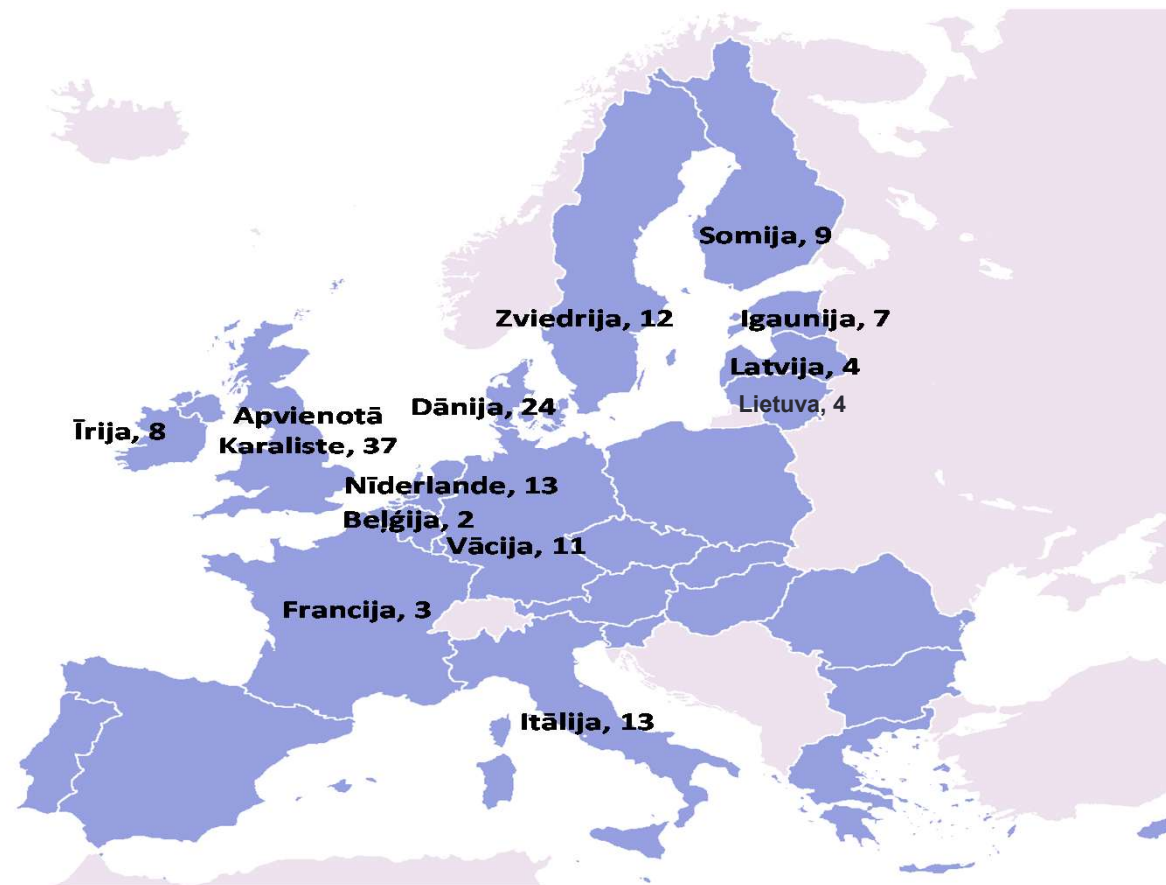 Somija, 9
Zviedrija, 12
Igaunija, 7
Latvija, 4
Lietuva, 4
Dānija, 24
Īrija, 8
Apvienotā
Karaliste, 37
Nīderlande, 13
Beļģija, 2
Vācija, 11
Francija, 3
Itālija, 13